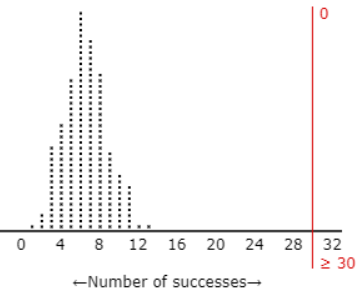 0
0 4 8 12 16 20 24 28 32
≥ 30
←Number of successes→